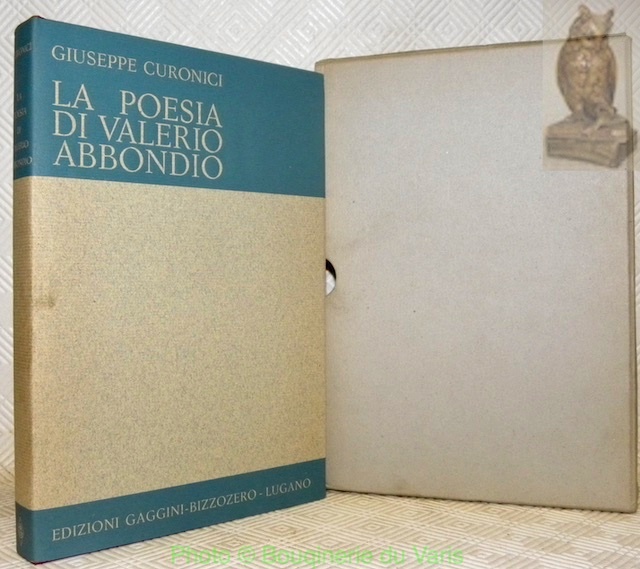 GIUSEPPE CURONICI
LA POESIA
DI VALERIO
ABBONDIO
EDIZIONI GAGGINI-BIZZOZERO - LUGANO
Photo © Bouquinerie du Varis